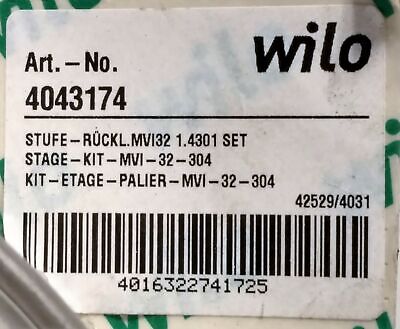 wilo
Art.-No.
4043174
STUFE-RÜCKL.MVI32 1.4301 SET
STAGE-KIT-MVI-32-304
KIT-ETAGE-PALIER-MVI-32-304
42529/4031
4016322741725